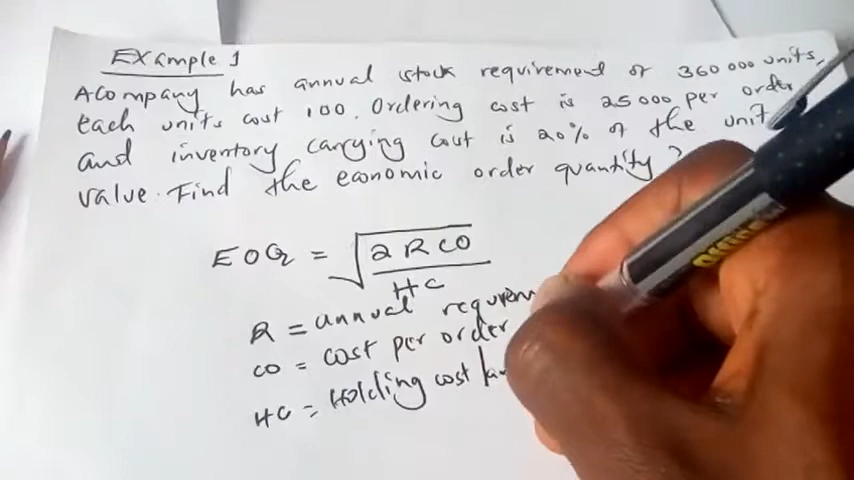 Example 1
A Company has annual stock requirement of 360 000 units,
each units cost 100. Ordering cost is 25 000 per order
and inventory carrying cost is 20% of the unit
value. Find the economic order quantity?
EOQ = √ 2 R CO
HC
R = annual
CO = cost per order
HC = Holding cost